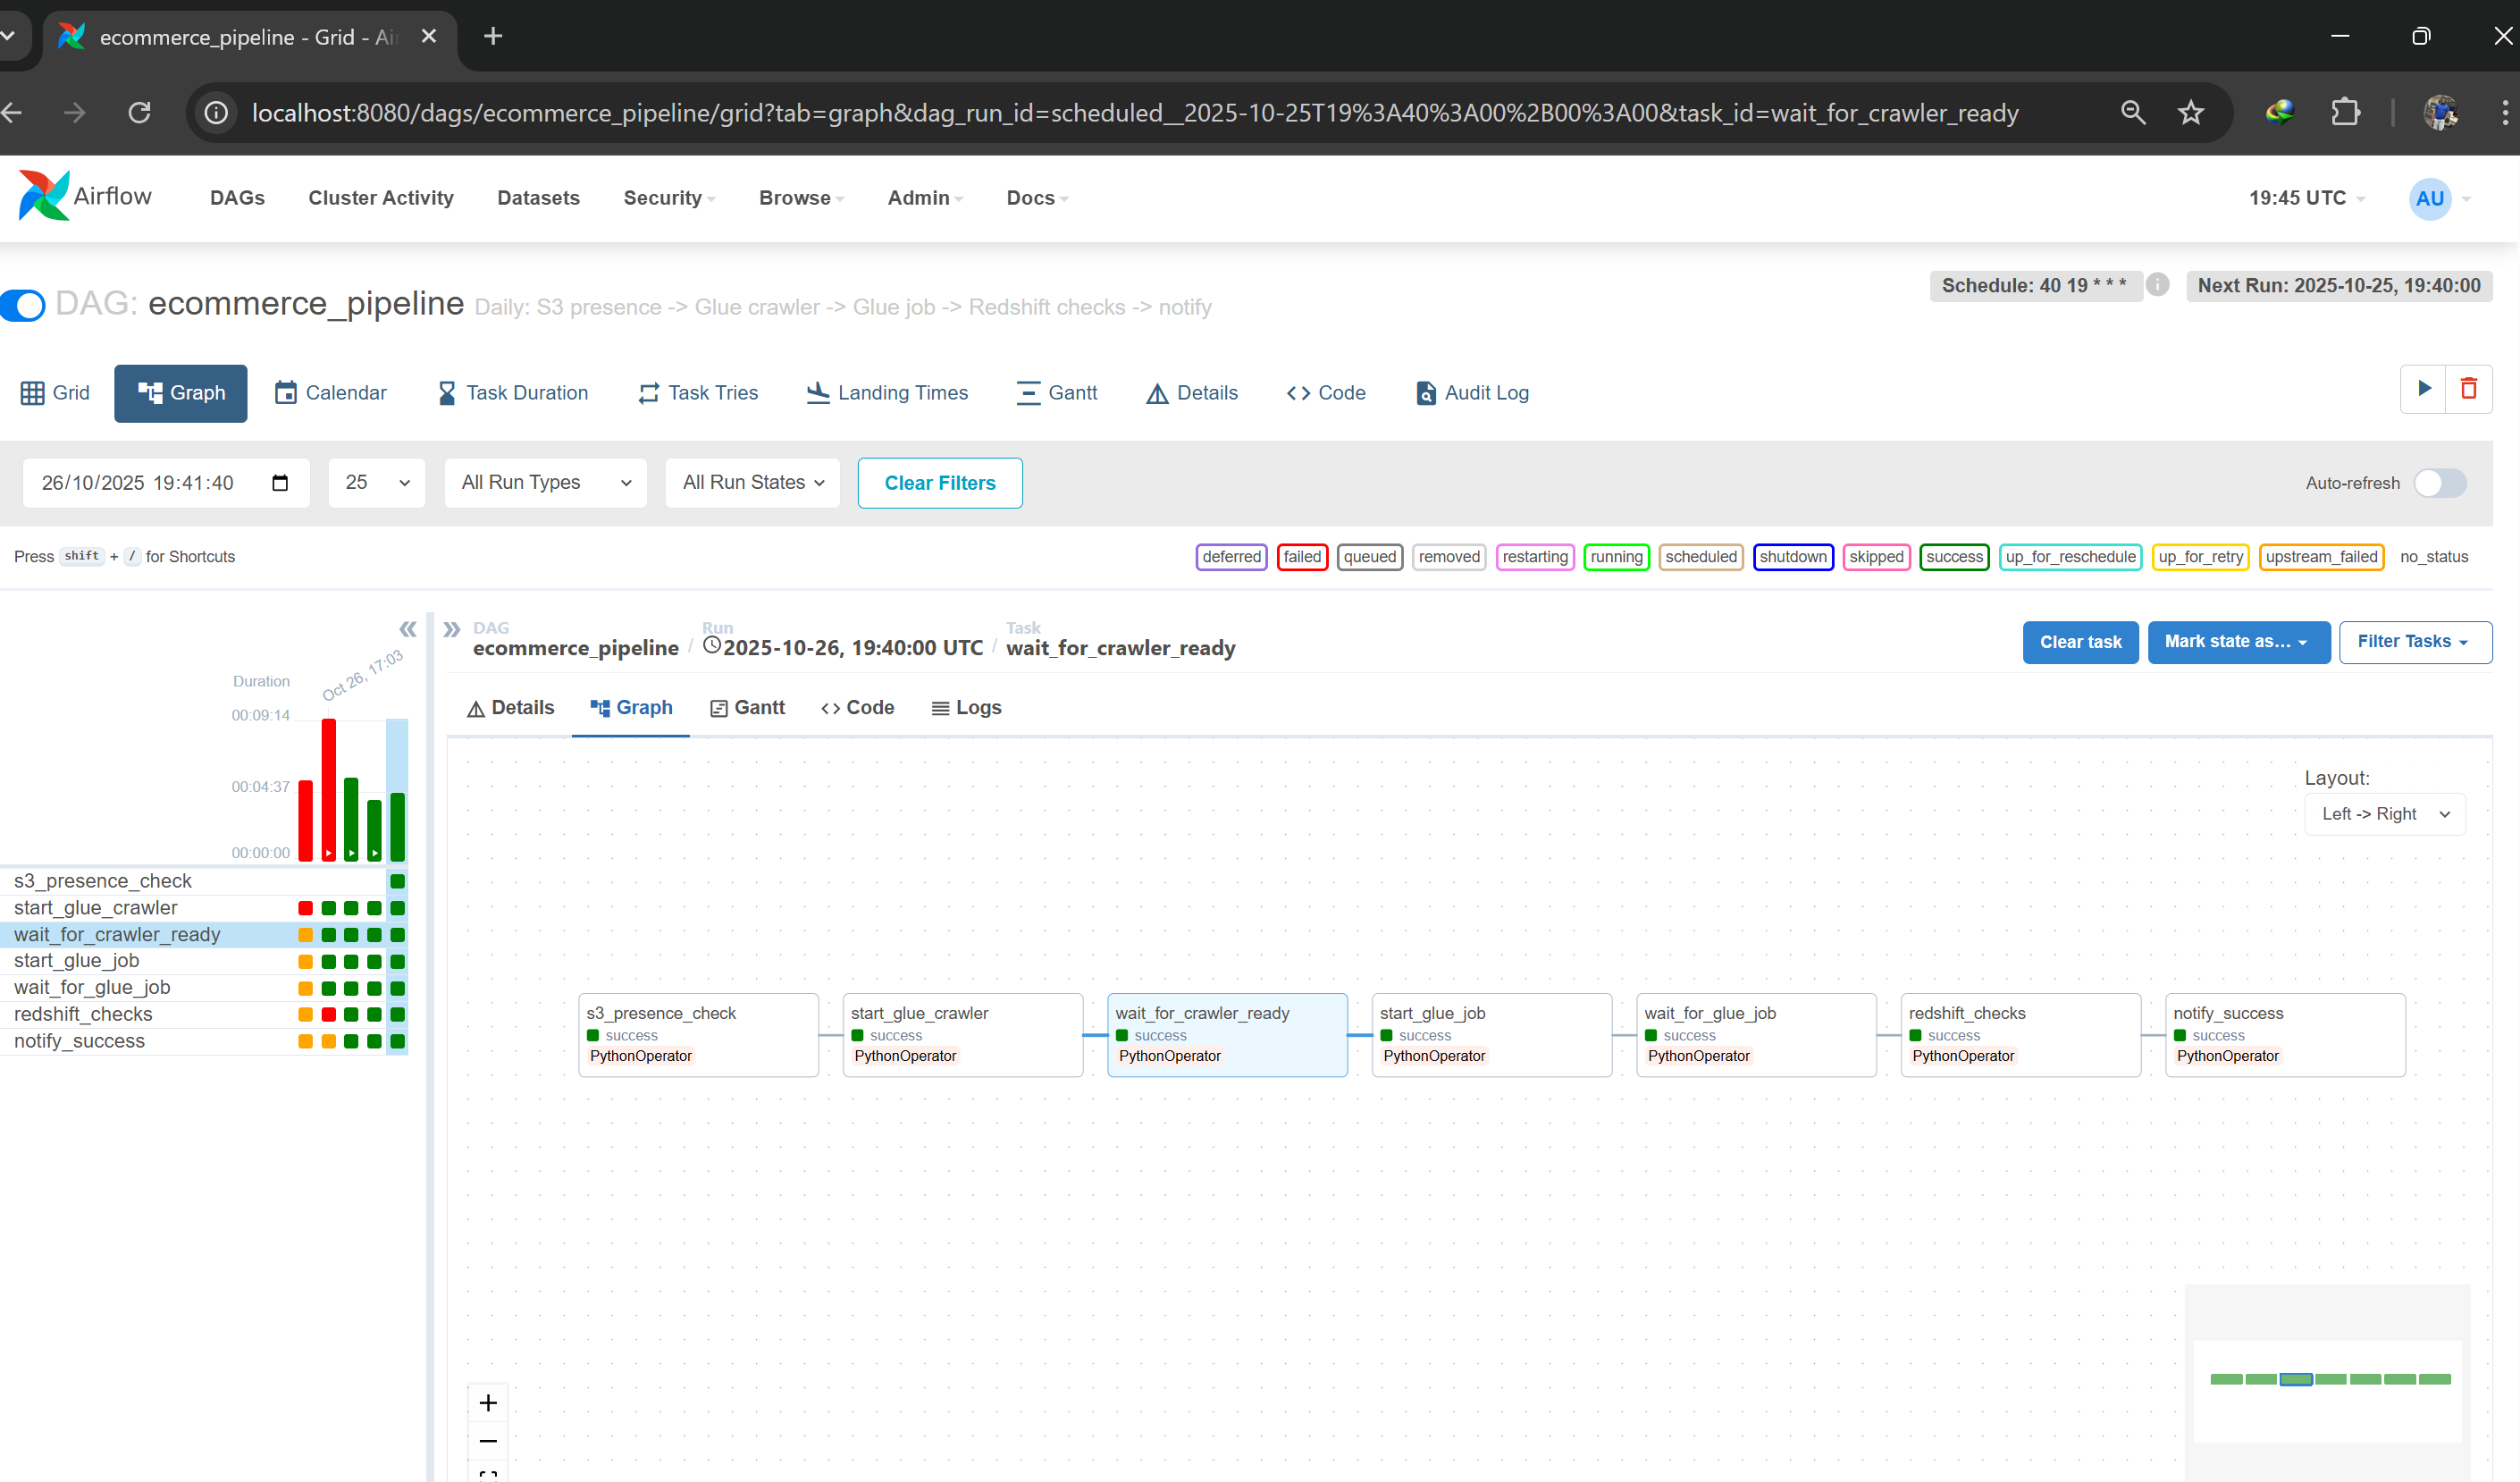 ecommerce_pipeline - Grid - Air
localhost:8080/dags/ecommerce_pipeline/grid?tab=graph&dag_run_id=scheduled__2025-10-25T19%3A40%3A00%2B00%3A00&task_id=wait_for_crawler_ready
Airflow DAGs Cluster Activity Datasets Security Browse Admin Docs 19:45 UTC AU
DAG: ecommerce_pipeline Daily: S3 presence -> Glue crawler -> Glue job -> Redshift checks -> notify
Schedule: 40 19 * * * Next Run: 2025-10-25, 19:40:00
Grid Graph Calendar Task Duration Task Tries Landing Times Gantt Details Code Audit Log
26/10/2025 19:41:40 25 All Run Types All Run States Clear Filters Auto-refresh
Press shift + / for Shortcuts
deferred failed queued removed restarting running scheduled shutdown skipped success up_for_reschedule up_for_retry upstream_failed no_status
Duration
Oct 26, 17:03
00:09:14
00:04:37
00:00:00
s3_presence_check
start_glue_crawler
wait_for_crawler_ready
start_glue_job
wait_for_glue_job
redshift_checks
notify_success
DAG Run Task
ecommerce_pipeline / 2025-10-26, 19:40:00 UTC / wait_for_crawler_ready
Clear task Mark state as... Filter Tasks
Details Graph Gantt Code Logs
Layout:
Left -> Right
s3_presence_check
success
PythonOperator
start_glue_crawler
success
PythonOperator
wait_for_crawler_ready
success
PythonOperator
start_glue_job
success
PythonOperator
wait_for_glue_job
success
PythonOperator
redshift_checks
success
PythonOperator
notify_success
success
PythonOperator